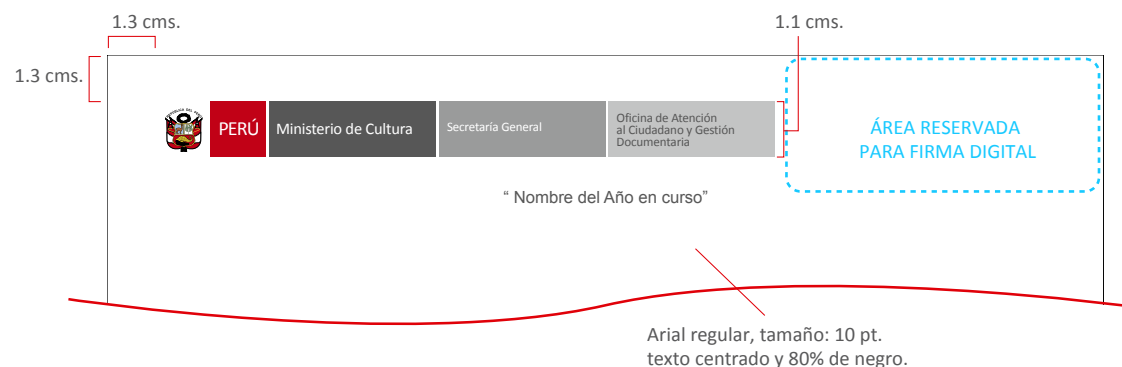 1.3 cms.
1.1 cms.
1.3 cms.
PERÚ
Ministerio de Cultura
Secretaría General
Oficina de Atención
al Ciudadano y Gestión
Documentaria
ÁREA RESERVADA
PARA FIRMA DIGITAL
“ Nombre del Año en curso”
Arial regular, tamaño: 10 pt.
texto centrado y 80% de negro.